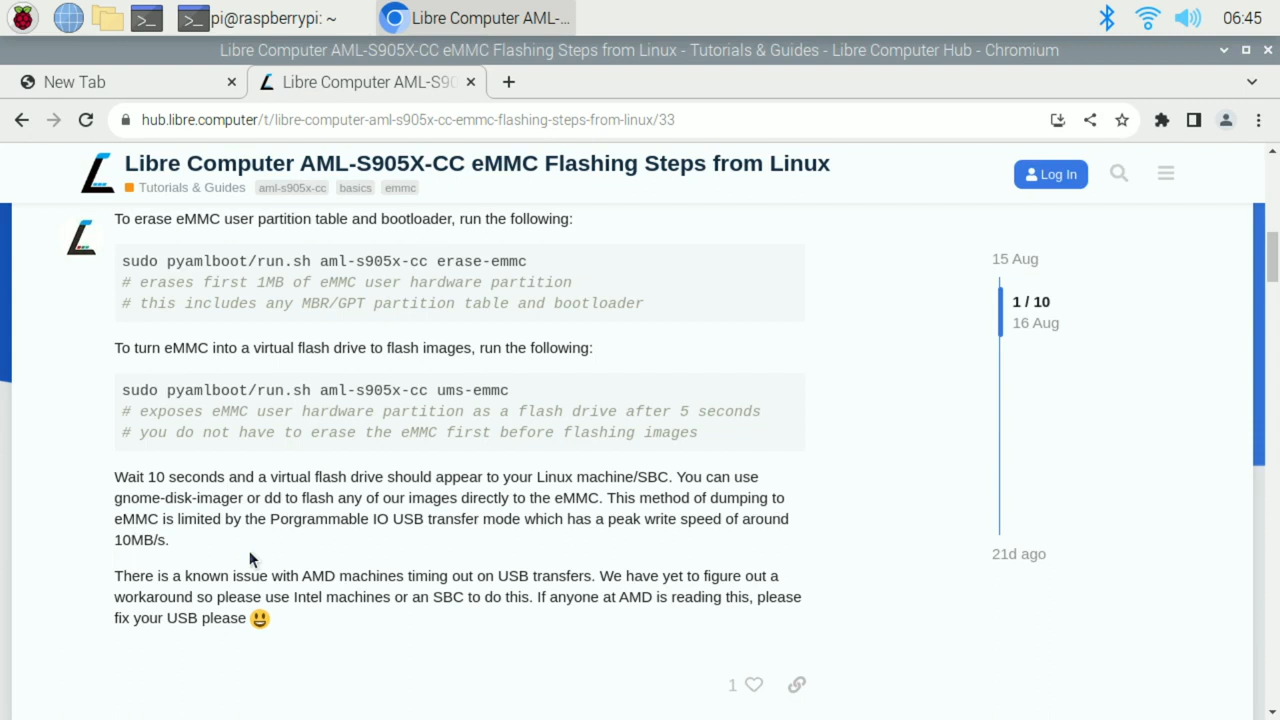 pi@raspberrypi: ~
Libre Computer AML-...
06:45
Libre Computer AML-S905X-CC eMMC Flashing Steps from Linux - Tutorials & Guides - Libre Computer Hub - Chromium
New Tab
Libre Computer AML-S90
hub.libre.computer/t/libre-computer-aml-s905x-cc-emmc-flashing-steps-from-linux/33
Libre Computer AML-S905X-CC eMMC Flashing Steps from Linux
Tutorials & Guides aml-s905x-cc basics emmc
Log In
To erase eMMC user partition table and bootloader, run the following:
sudo pyamlboot/run.sh aml-s905x-cc erase-emmc
# erases first 1MB of eMMC user hardware partition
# this includes any MBR/GPT partition table and bootloader
To turn eMMC into a virtual flash drive to flash images, run the following:
sudo pyamlboot/run.sh aml-s905x-cc ums-emmc
# exposes eMMC user hardware partition as a flash drive after 5 seconds
# you do not have to erase the eMMC first before flashing images
Wait 10 seconds and a virtual flash drive should appear to your Linux machine/SBC. You can use
gnome-disk-imager or dd to flash any of our images directly to the eMMC. This method of dumping to
eMMC is limited by the Porgrammable IO USB transfer mode which has a peak write speed of around
10MB/s.
There is a known issue with AMD machines timing out on USB transfers. We have yet to figure out a
workaround so please use Intel machines or an SBC to do this. If anyone at AMD is reading this, please
fix your USB please 😃
1
15 Aug
1 / 10
16 Aug
21d ago